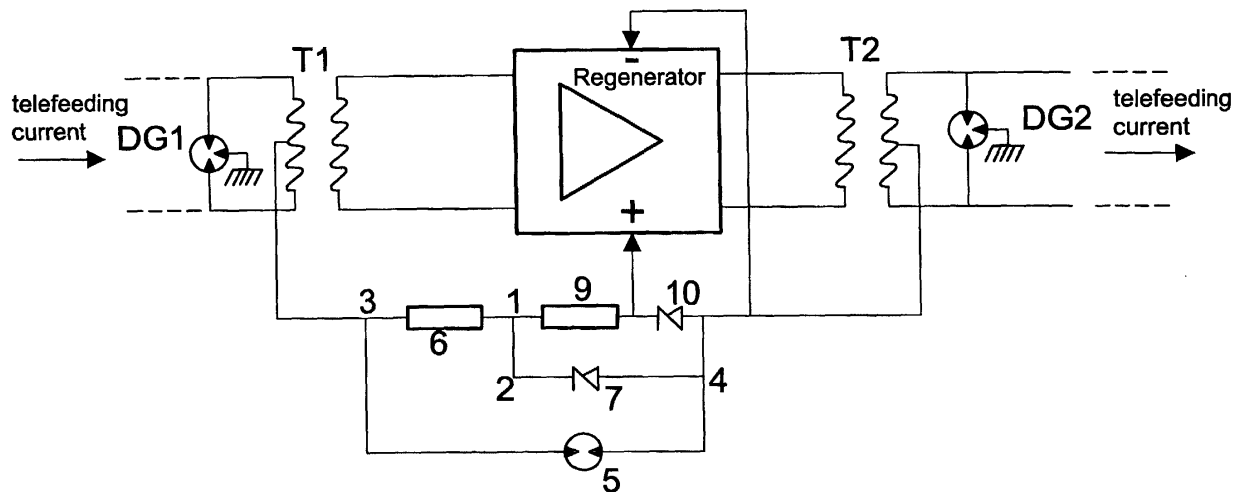 T1
-
Regenerator
T2
telefeeding
current
DG1
DG2
telefeeding
current
+
3
1
9
10
6
2
7
4
5